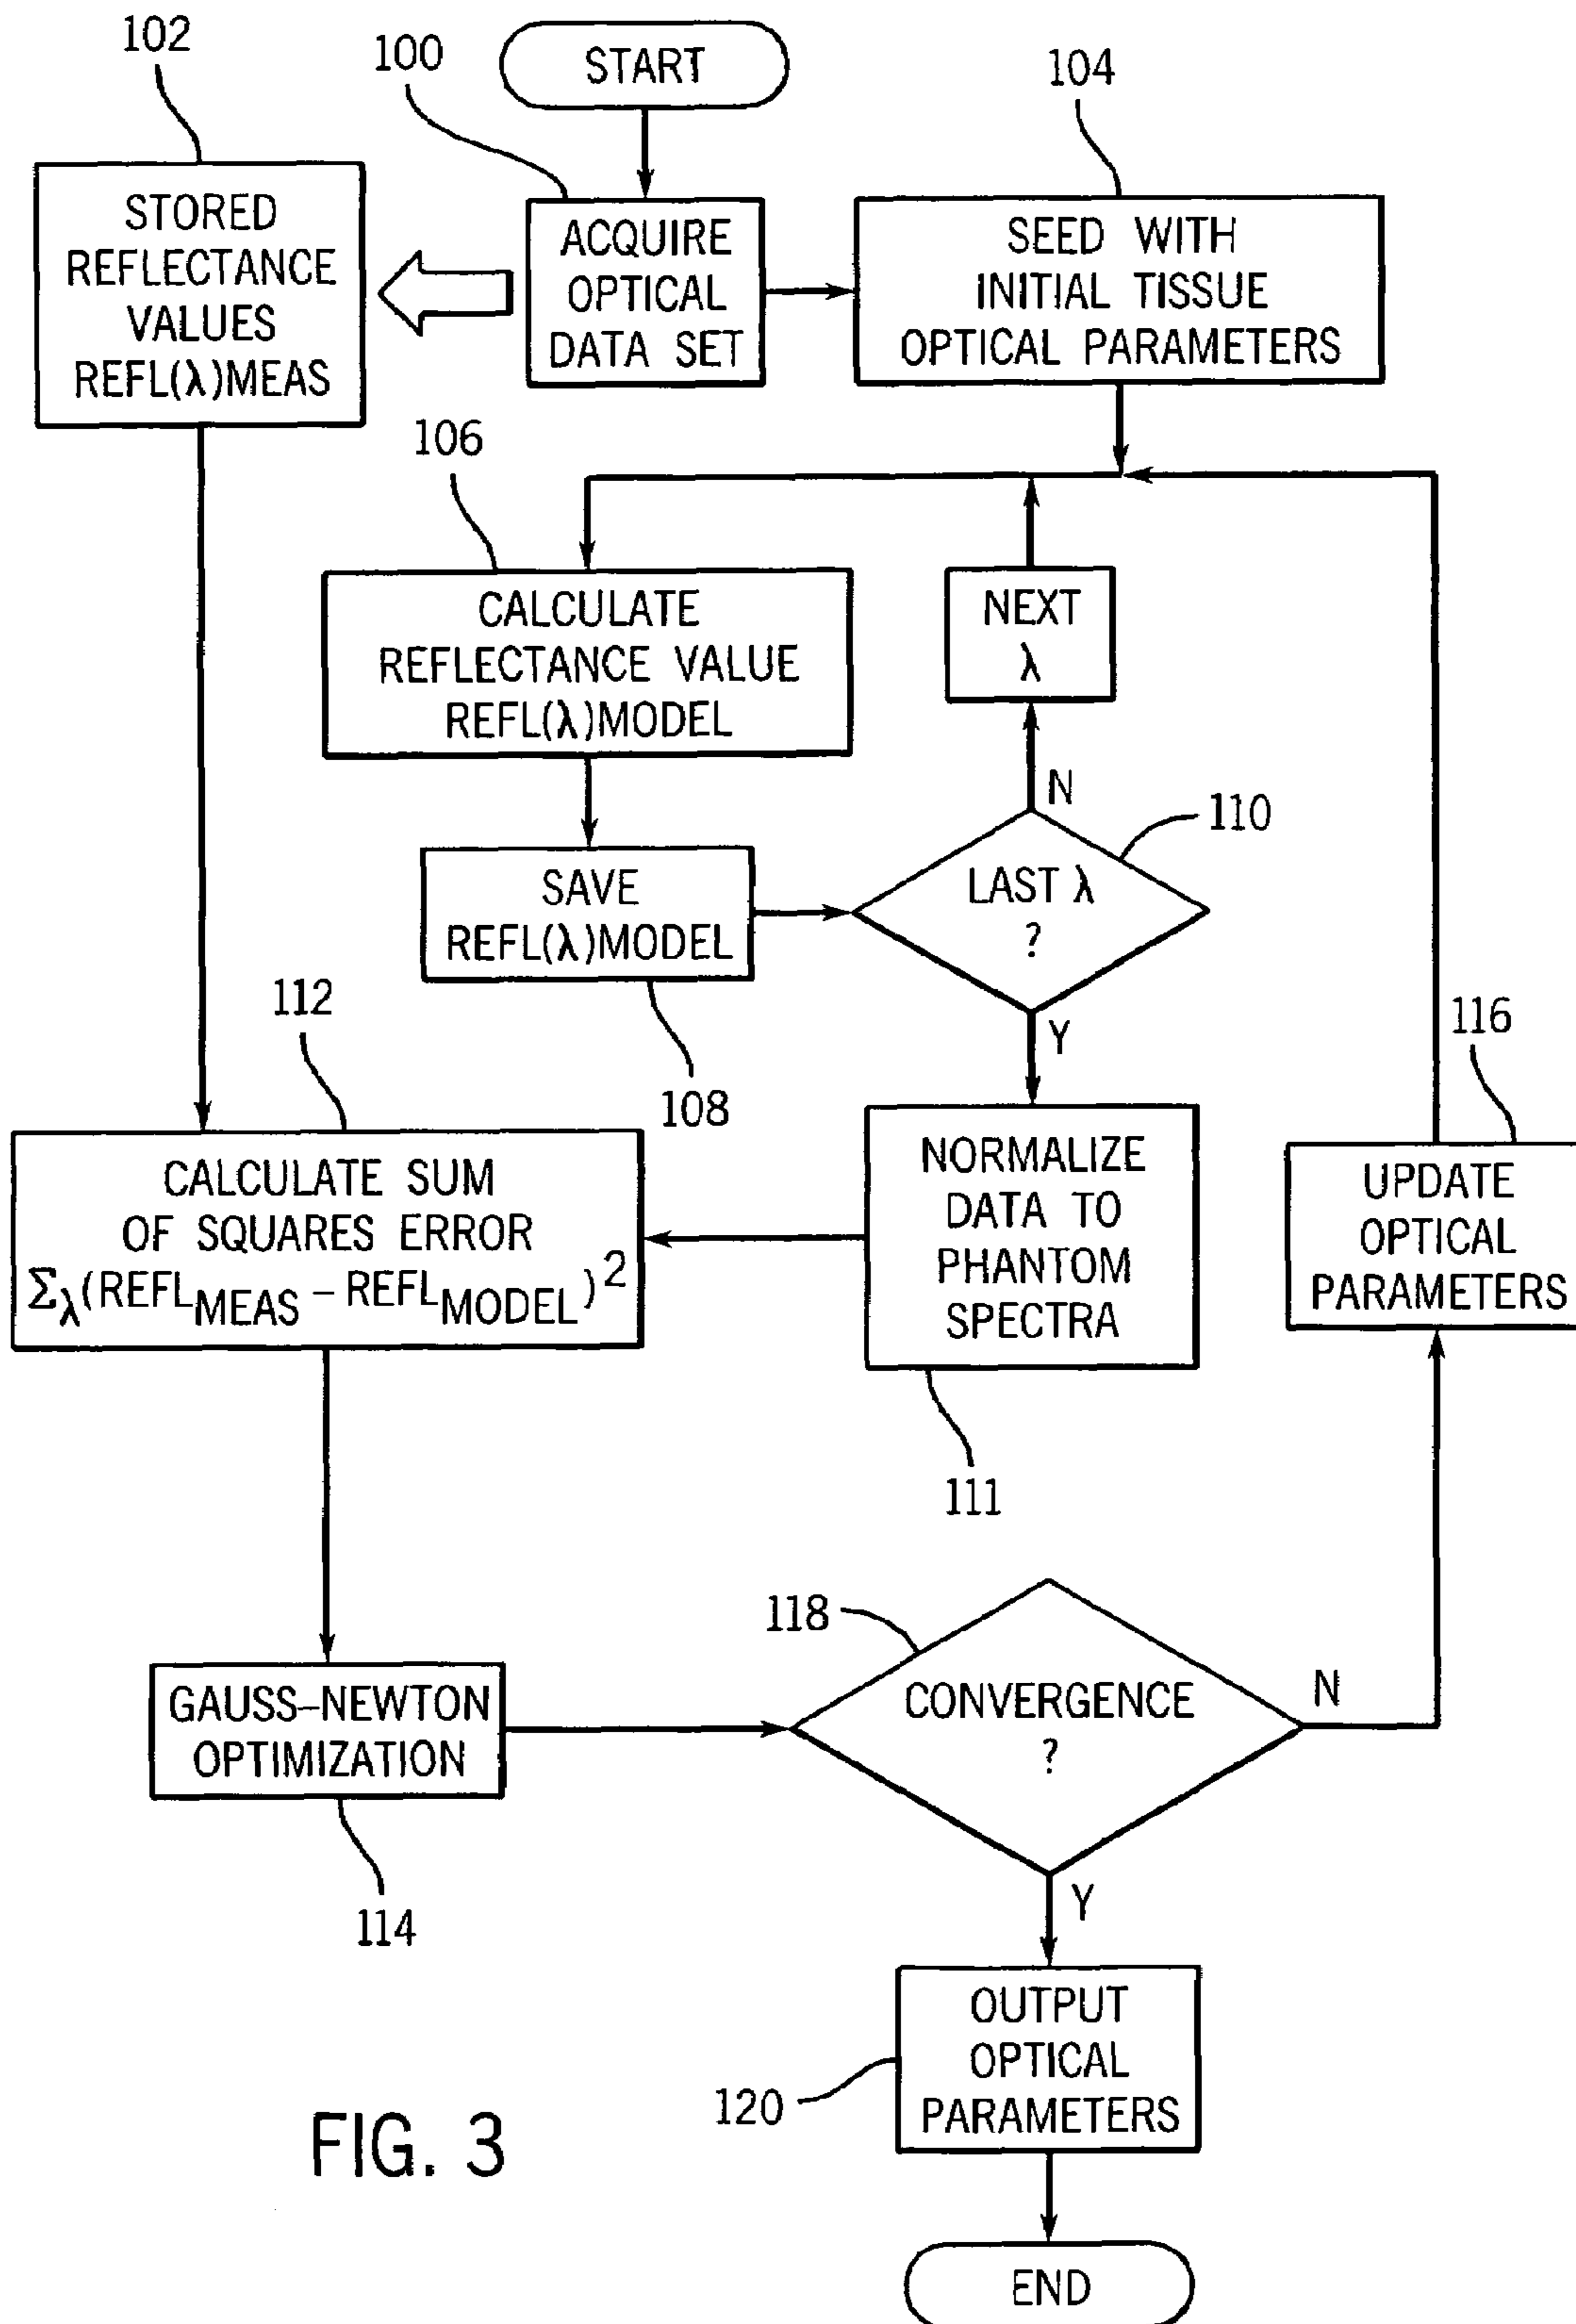 102
100
START
104
STORED
REFLECTANCE
VALUES
REFL(λ)MEAS
ACQUIRE
OPTICAL
DATA SET
SEED WITH
INITIAL TISSUE
OPTICAL PARAMETERS
106
CALCULATE
REFLECTANCE VALUE
REFL(λ)MODEL
NEXT
λ
N
110
SAVE
REFL(λ)MODEL
LAST λ
?
108
Y
112
116
CALCULATE SUM
OF SQUARES ERROR
Σλ(REFLMEAS – REFLMODEL)2
NORMALIZE
DATA TO
PHANTOM
SPECTRA
UPDATE
OPTICAL
PARAMETERS
111
118
GAUSS–NEWTON
OPTIMIZATION
CONVERGENCE
?
N
114
Y
OUTPUT
OPTICAL
PARAMETERS
120
FIG. 3
END